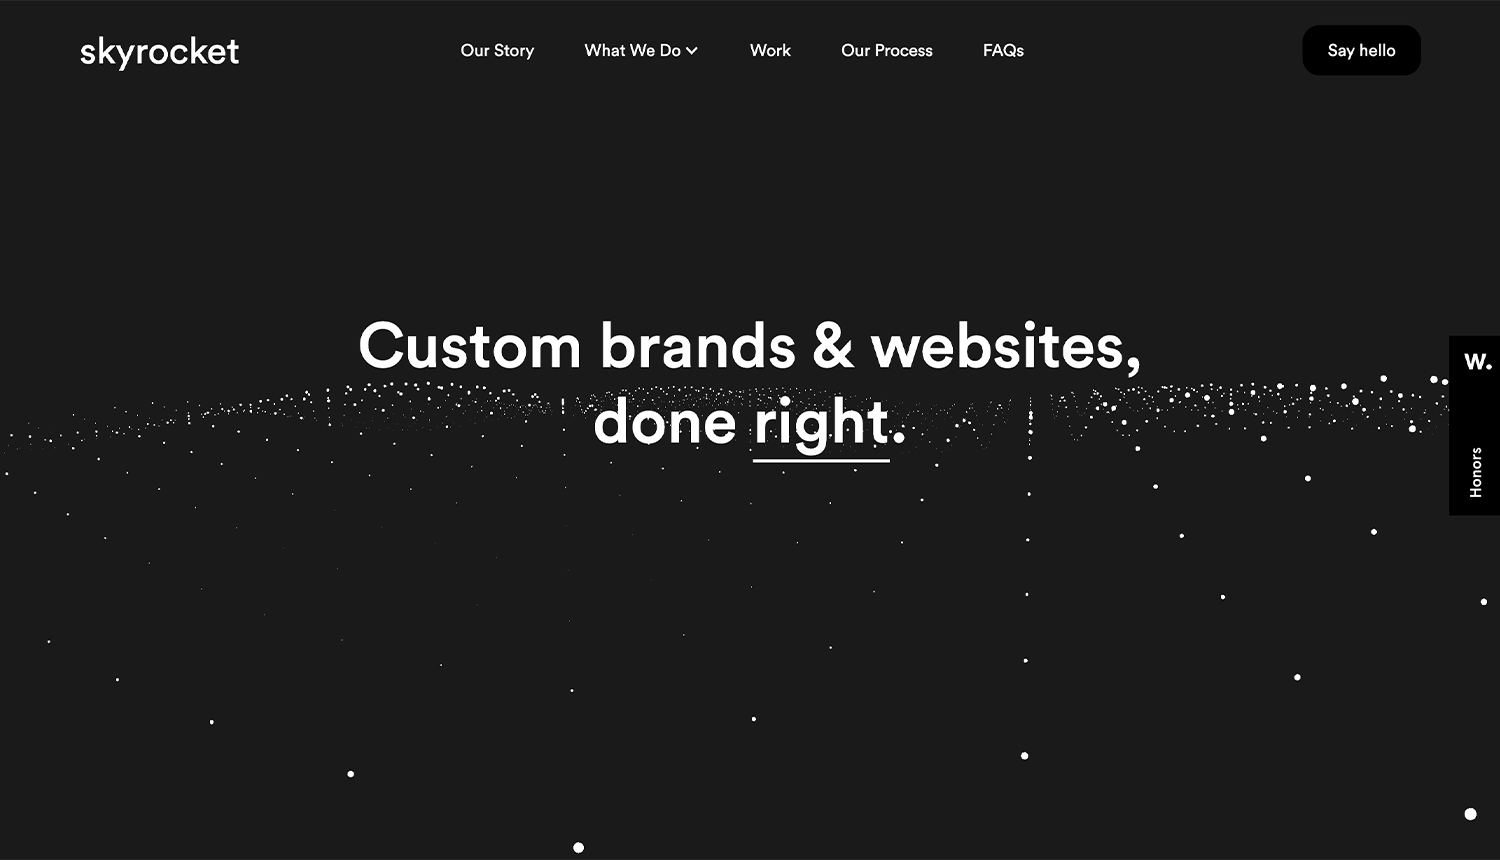 skyrocket
Our Story
What We Do
Work
Our Process
FAQs
Say hello
Custom brands & websites,
done right.
W.
Honors